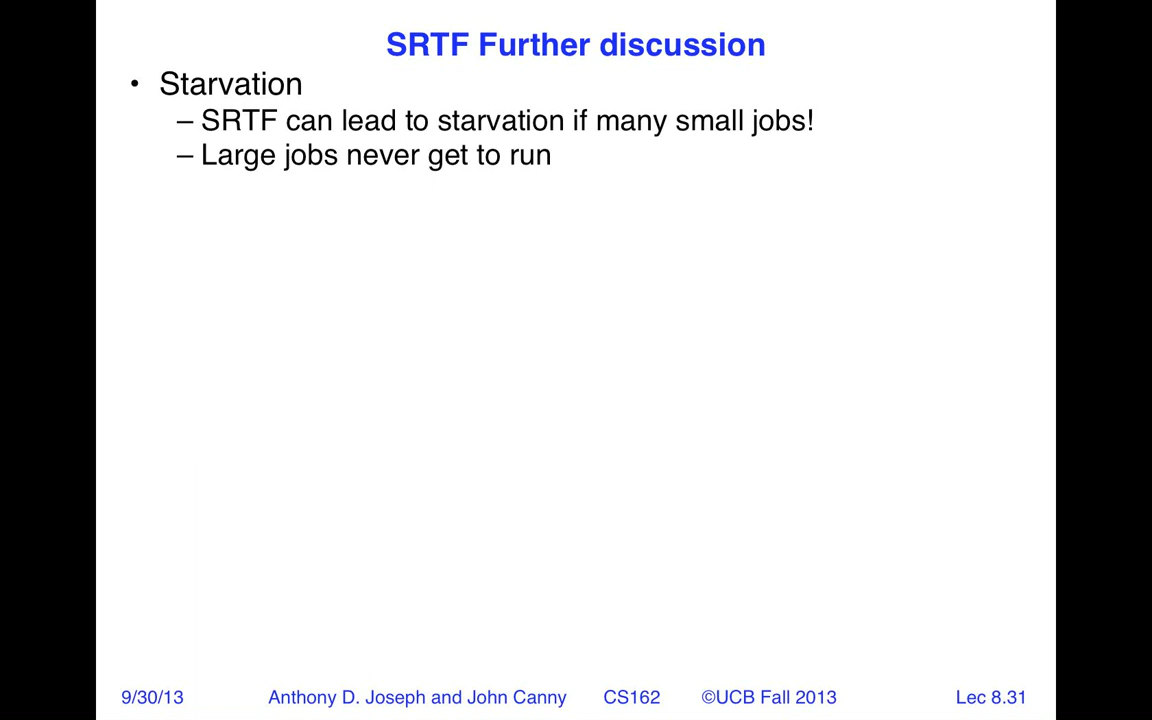 SRTF Further discussion
• Starvation
– SRTF can lead to starvation if many small jobs!
– Large jobs never get to run
9/30/13 Anthony D. Joseph and John Canny CS162 ©UCB Fall 2013 Lec 8.31